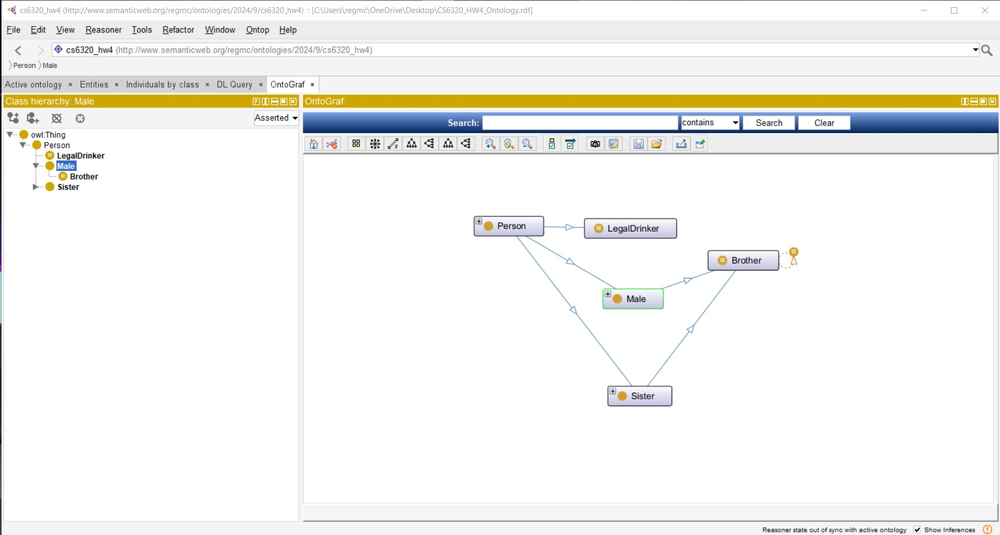 cs6320_hw4 (http://www.semanticweb.org/regmc/ontologies/2024/9/cs6320_hw4) : [C:\Users\regmc\OneDrive\Desktop\CS6320_HW4_Ontology.rdf]
File Edit View Reasoner Tools Refactor Window Ontop Help
cs6320_hw4 (http://www.semanticweb.org/regmc/ontologies/2024/9/cs6320_hw4)
Person Male
Active ontology × Entities × Individuals by class × DL Query × OntoGraf ×
Class hierarchy: Male
Asserted
owl:Thing
Person
LegalDrinker
Male
Brother
Sister
OntoGraf:
Search: contains Search Clear
Person
LegalDrinker
Brother
Male
Sister
Reasoner state out of sync with active ontology Show Inferences